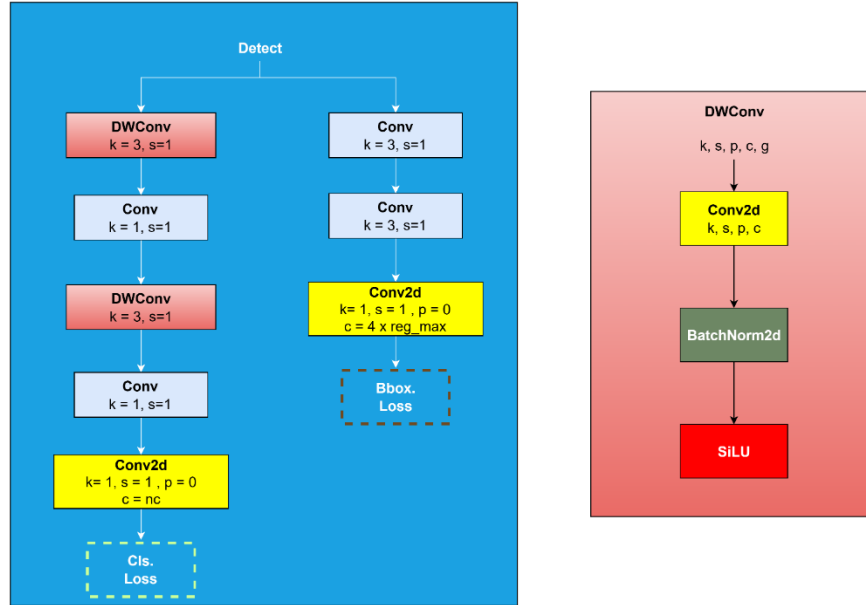 Detect
DWConv
k = 3, s=1
Conv
k = 1, s=1
DWConv
k = 3, s=1
Conv
k = 1, s=1
Conv2d
k= 1, s = 1 , p = 0
c = nc
Cls.
Loss
Conv
k = 3, s=1
Conv
k = 3, s=1
Conv2d
k= 1, s = 1 , p = 0
c = 4 x reg_max
Bbox.
Loss
DWConv
k, s, p, c, g
Conv2d
k, s, p, c
BatchNorm2d
SiLU